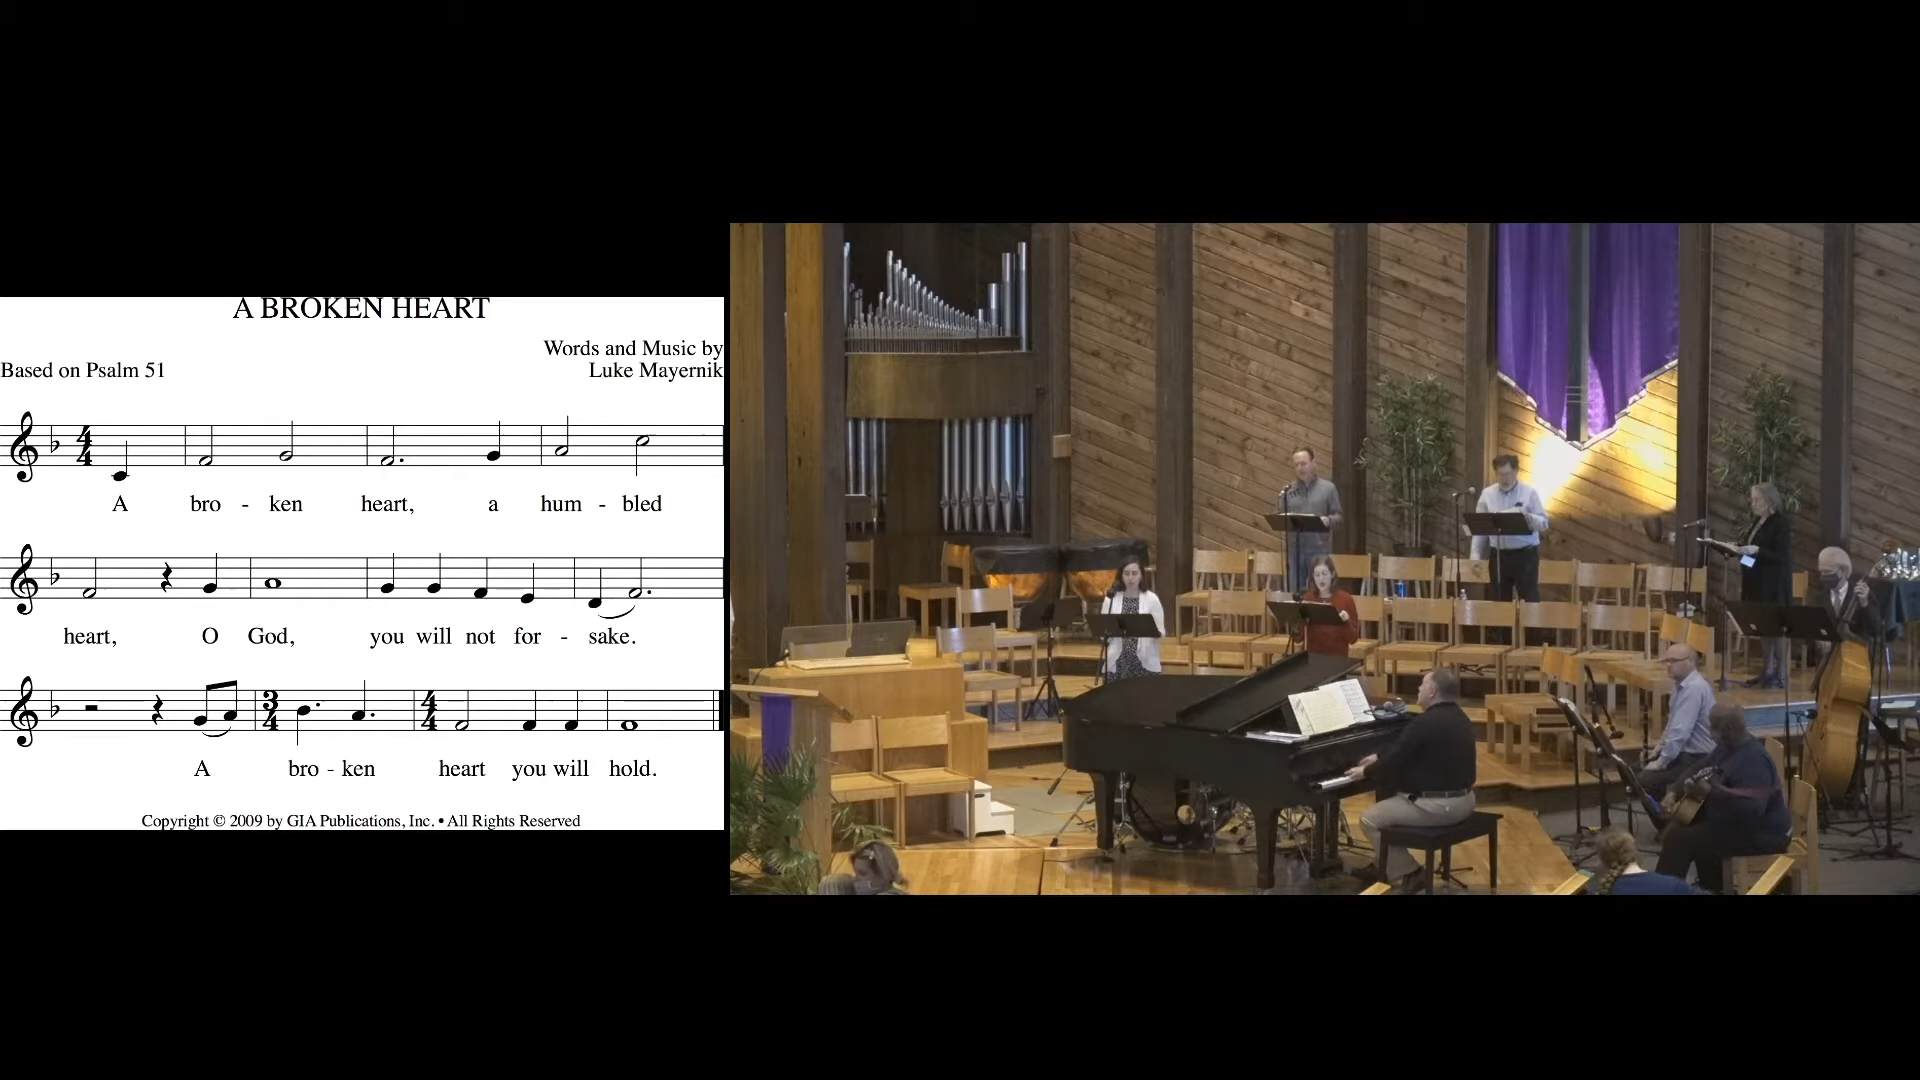 A BROKEN HEART
Words and Music by
Based on Psalm 51
Luke Mayernik
A bro - ken heart, a hum - bled
heart, O God, you will not for - sake.
A bro - ken heart you will hold.
Copyright © 2009 by GIA Publications, Inc. • All Rights Reserved